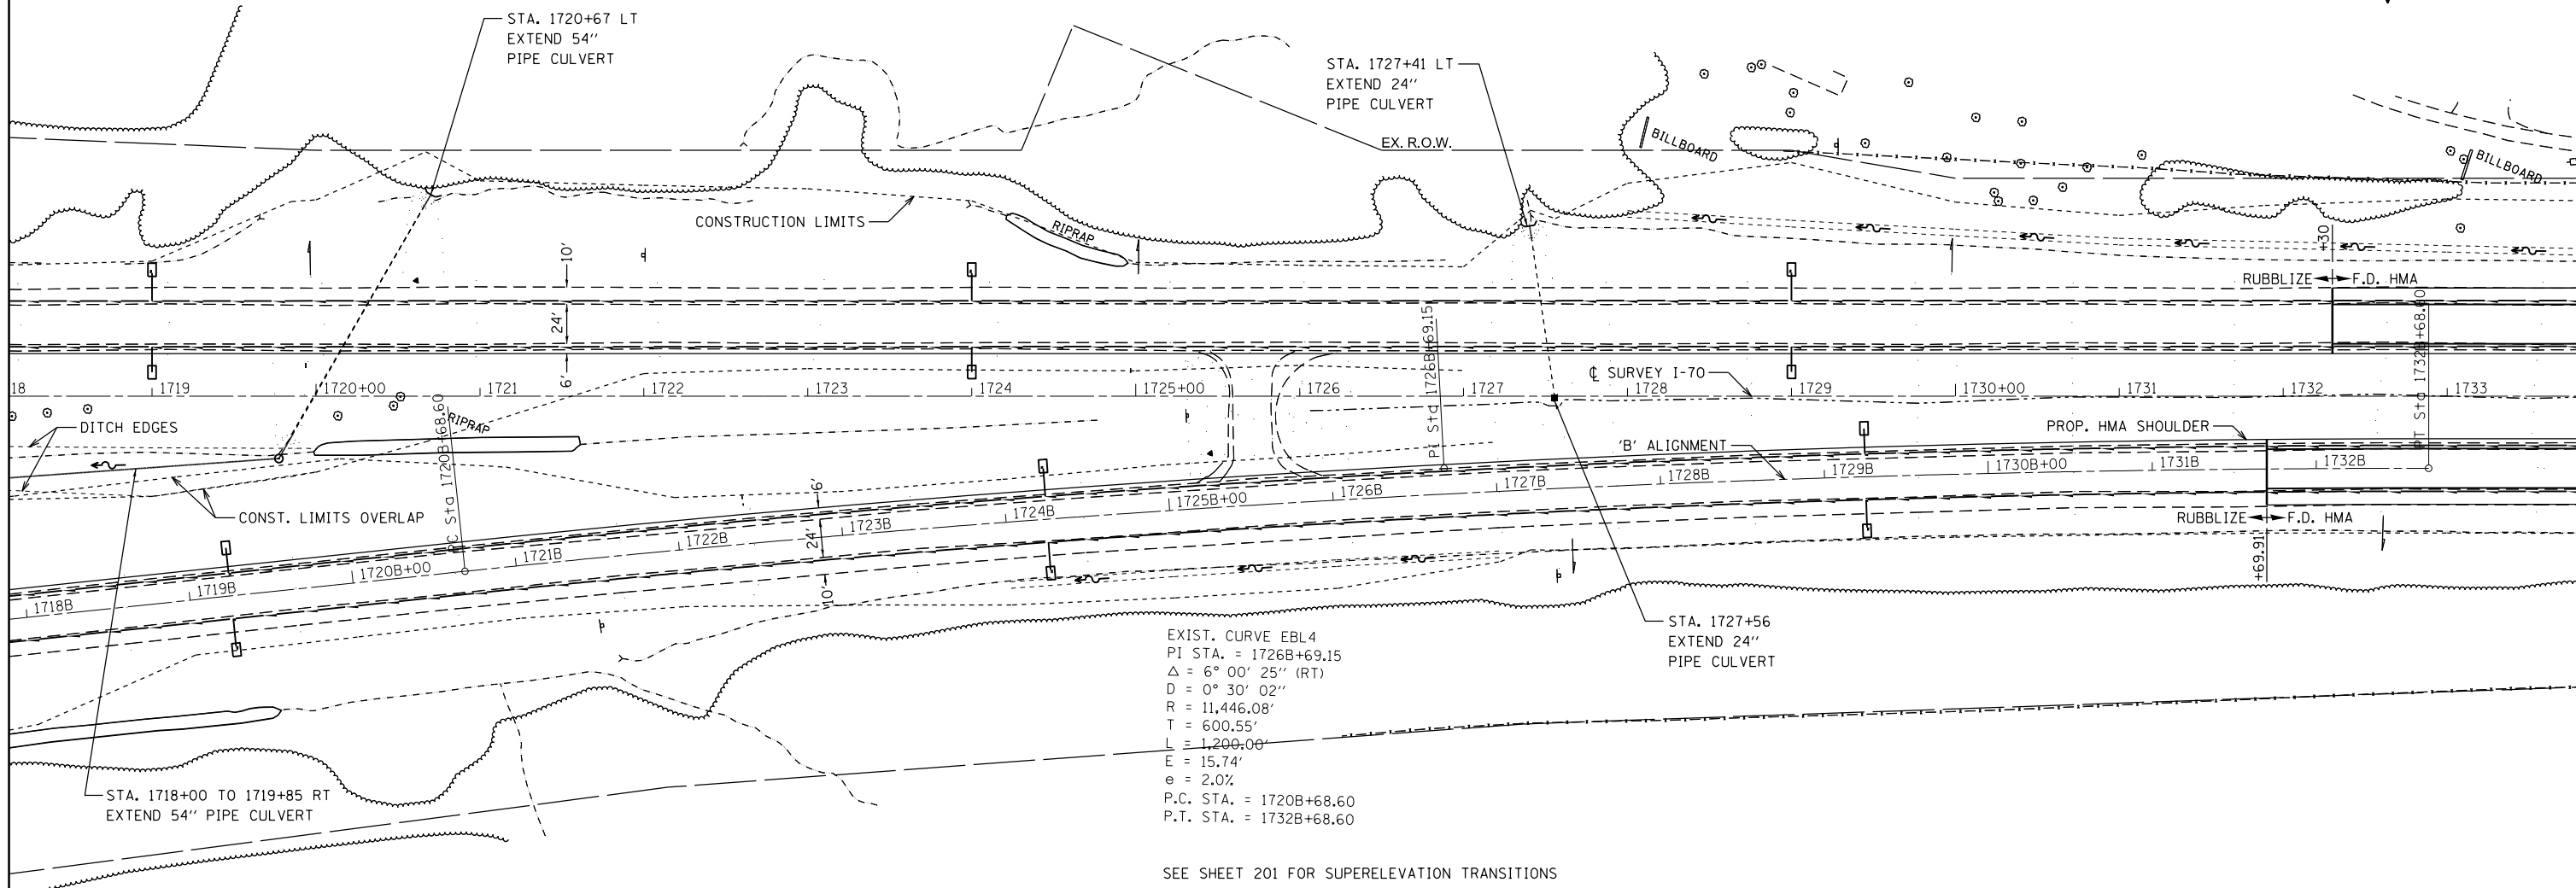 STA. 1720+67 LT
EXTEND 54''
PIPE CULVERT
STA. 1727+41 LT
EXTEND 24''
PIPE CULVERT
EX. R.O.W.
BILLBOARD
BILLBOARD
CONSTRUCTION LIMITS
RIPRAP
+30
RUBBLIZE
F.D. HMA
10'
24'
6'
PI Sta 1726B+69.15
PT Sta 1732B+68.60
℄ SURVEY I-70
18
1719
1720+00
1721
1722
1723
1724
1725+00
1726
1727
1728
1729
1730+00
1731
1732
1733
DITCH EDGES
RIPRAP
PC Sta 1720B+68.60
PROP. HMA SHOULDER
'B' ALIGNMENT
CONST. LIMITS OVERLAP
6'
24'
10'
1718B
1719B
1720B+00
1721B
1722B
1723B
1724B
1725B+00
1726B
1727B
1728B
1729B
1730B+00
1731B
1732B
RUBBLIZE
F.D. HMA
+69.91
STA. 1727+56
EXTEND 24''
PIPE CULVERT
EXIST. CURVE EBL4
PI STA. = 1726B+69.15
Δ = 6° 00' 25'' (RT)
D = 0° 30' 02''
R = 11,446.08'
T = 600.55'
L = 1,200.00'
E = 15.74'
e = 2.0%
P.C. STA. = 1720B+68.60
P.T. STA. = 1732B+68.60
STA. 1718+00 TO 1719+85 RT
EXTEND 54'' PIPE CULVERT
SEE SHEET 201 FOR SUPERELEVATION TRANSITIONS